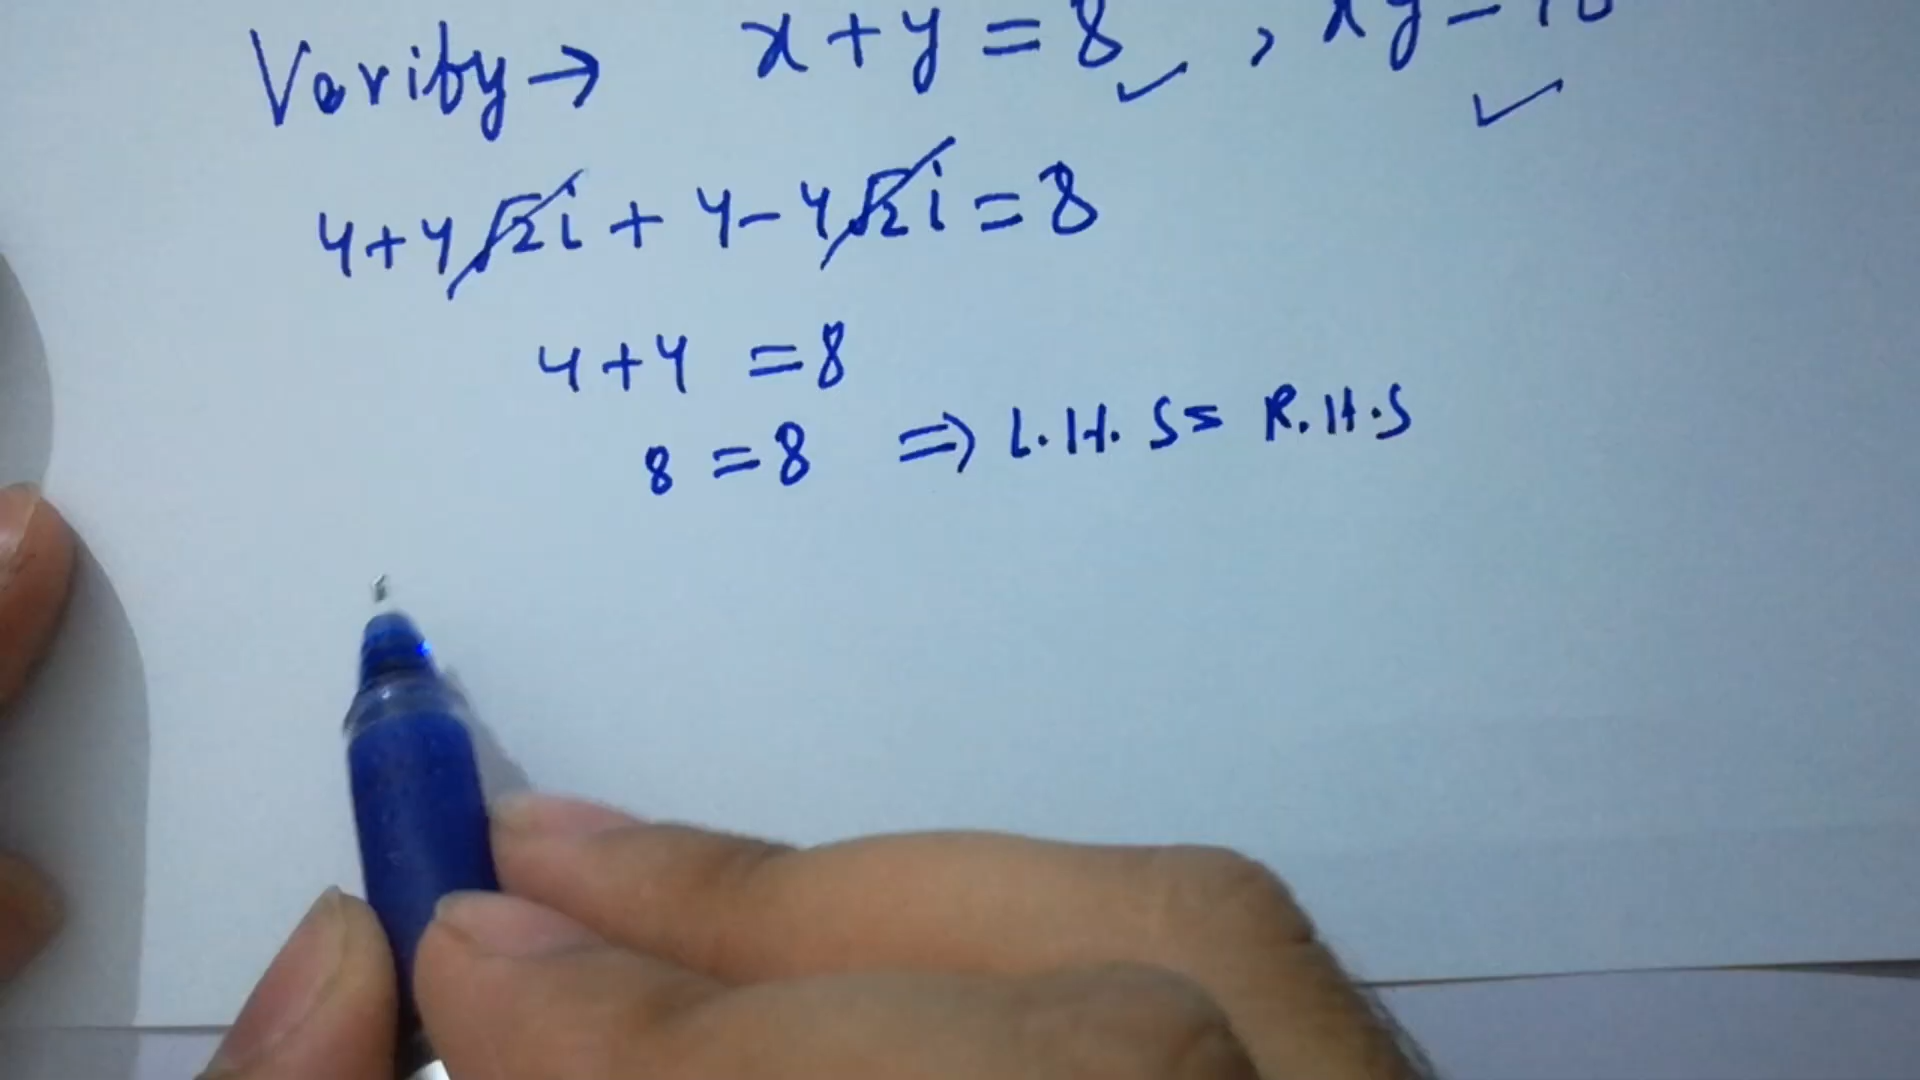 Verify → x + y = 8 ✓ , xy =
4 + 4√2i + 4 - 4√2i = 8
4 + 4 = 8
8 = 8 ⇒ L.H.S = R.H.S